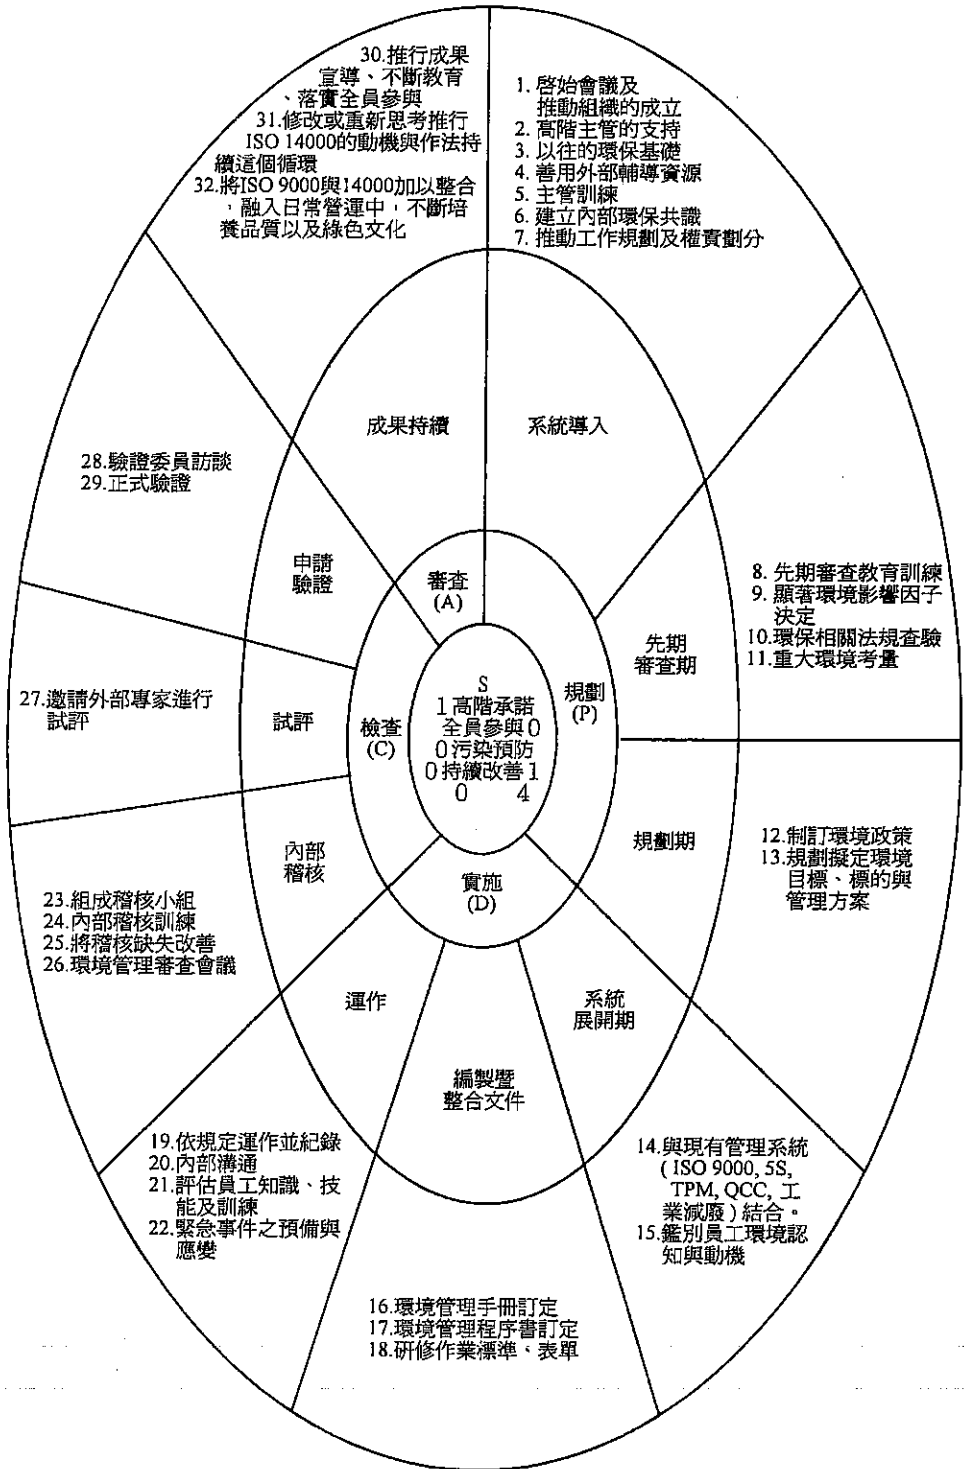 30.推行成果
宣導、不斷教育
、落實全員參與
31.修改或重新思考推行
ISO 14000的動機與作法持
續這個循環
32.將ISO 9000與14000加以整合
，融入日常營運中，不斷培
養品質以及綠色文化
1. 啓始會議及
推動組織的成立
2. 高階主管的支持
3. 以往的環保基礎
4. 善用外部輔導資源
5. 主管訓練
6. 建立內部環保共識
7. 推動工作規劃及權責劃分
成果持續
系統導入
28.驗證委員訪談
29.正式驗證
申請
驗證
審查
(A)
8. 先期審查教育訓練
9. 顯著環境影響因子
決定
10.環保相關法規查驗
11.重大環境考量
先期
審查期
規劃
(P)
27.邀請外部專家進行
試評
試評
檢查
(C)
S
1高階承諾
全員參與0
0污染預防
0持續改善1
0 4
規劃期
12.制訂環境政策
13.規劃擬定環境
目標、標的與
管理方案
內部
稽核
實施
(D)
23.組成稽核小組
24.內部稽核訓練
25.將稽核缺失改善
26.環境管理審查會議
運作
系統
展開期
編製暨
整合文件
19.依規定運作並紀錄
20.內部溝通
21.評估員工知識、技
能及訓練
22.緊急事件之預備與
應變
14.與現有管理系統
( ISO 9000, 5S,
TPM, QCC, 工
業減廢 ) 結合。
15.鑑別員工環境認
知與動機
16.環境管理手冊訂定
17.環境管理程序書訂定
18.研修作業標準、表單